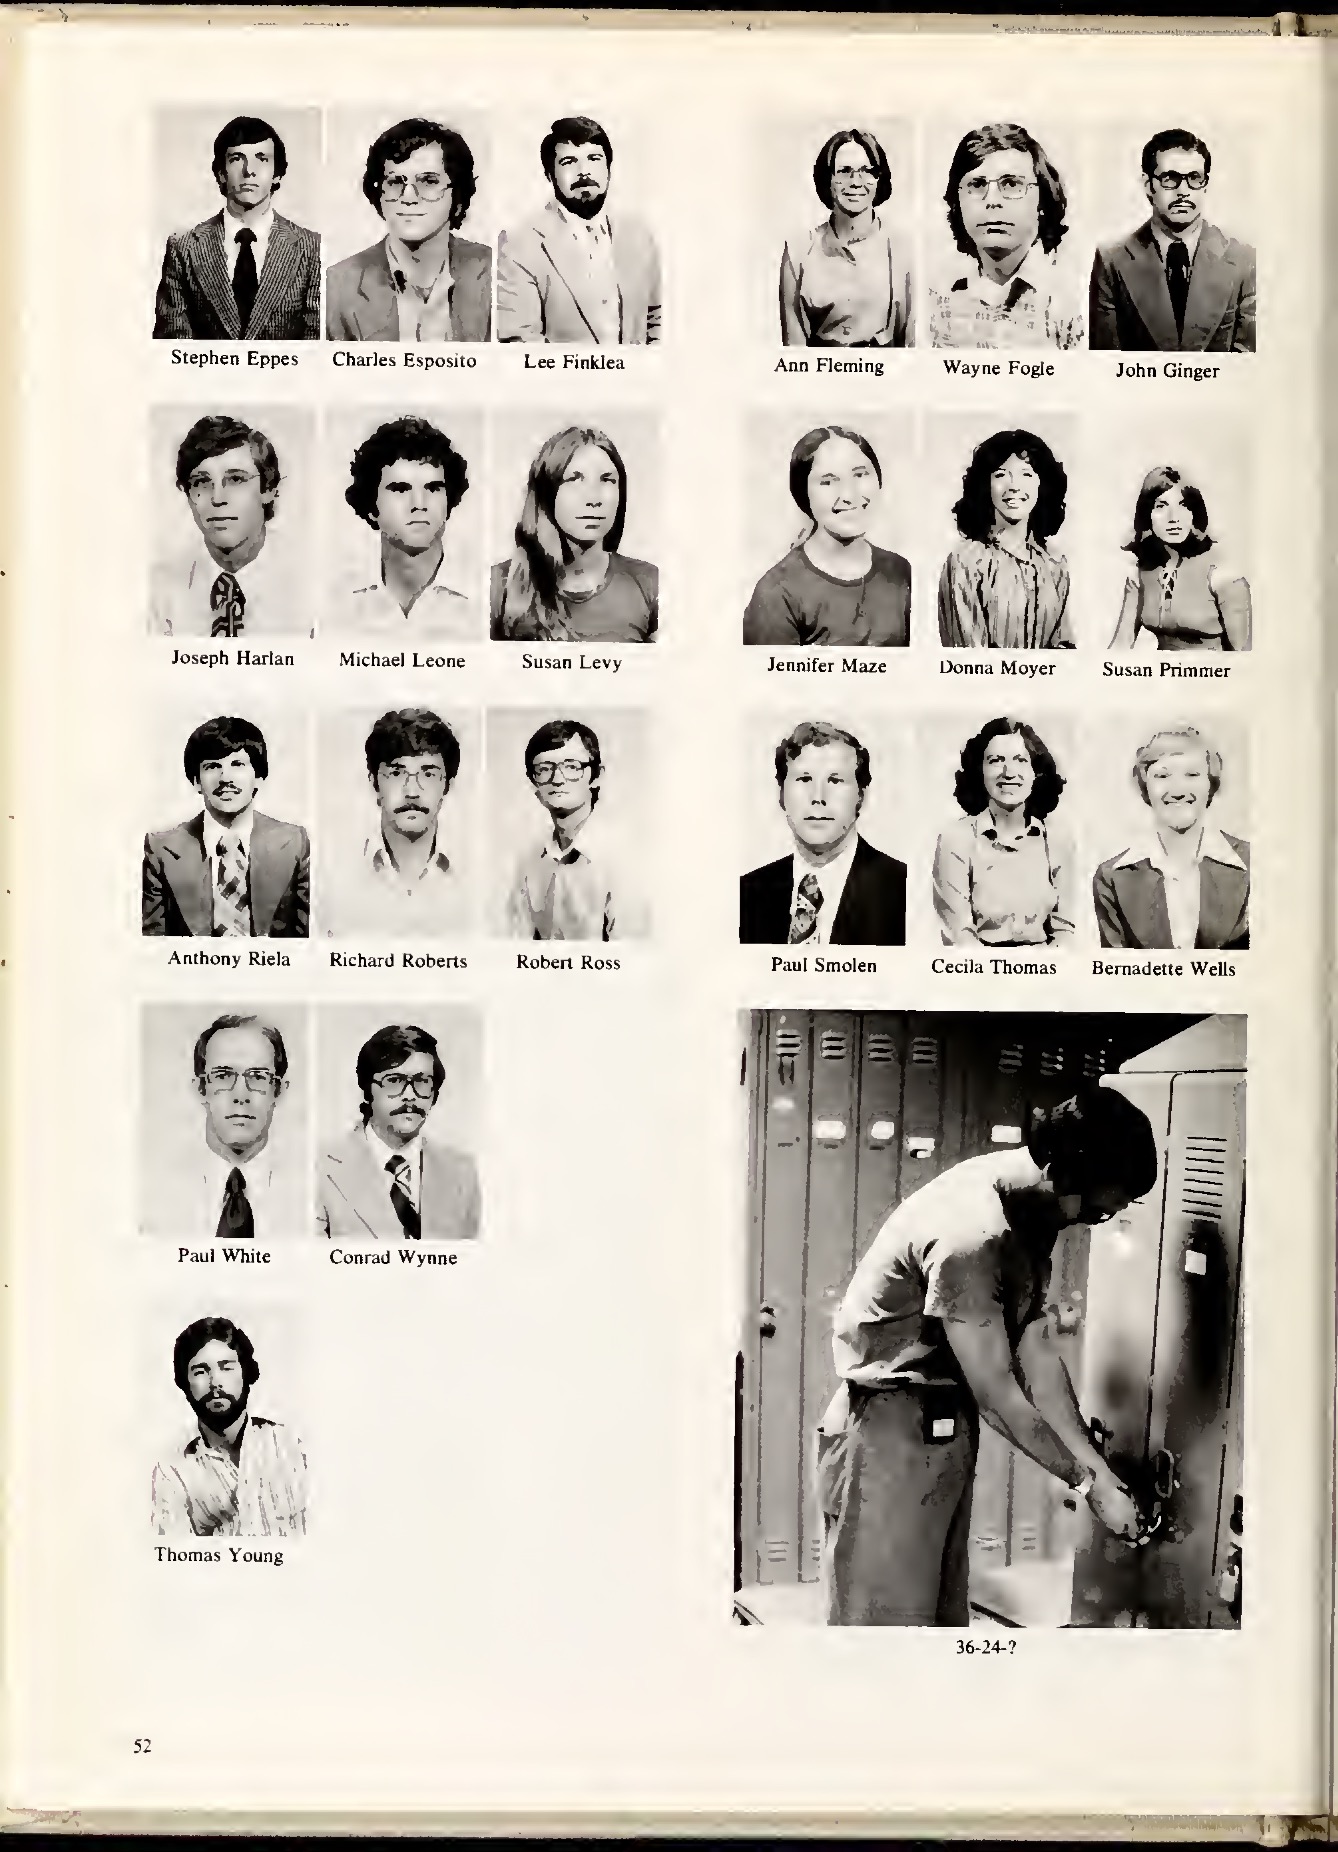 Stephen Eppes
Charles Esposito
Lee Finklea
Ann Fleming
Wayne Fogle
John Ginger
Joseph Harlan
Michael Leone
Susan Levy
Jennifer Maze
Donna Moyer
Susan Primmer
Anthony Riela
Richard Roberts
Robert Ross
Paul Smolen
Cecila Thomas
Bernadette Wells
Paul White
Conrad Wynne
Thomas Young
36-24-?
52